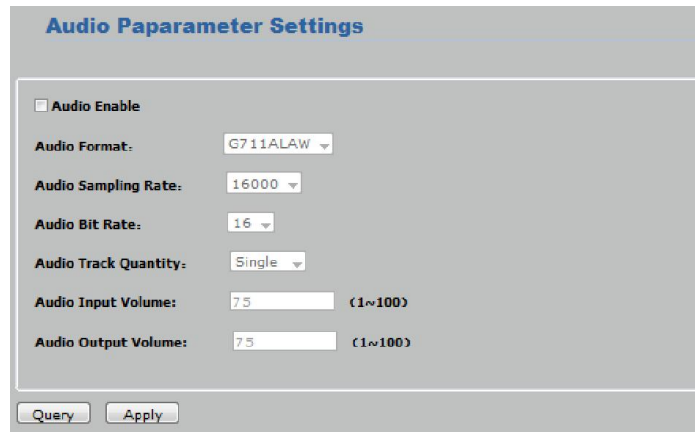 Audio Paparameter Settings
Audio Enable
Audio Format: G711ALAW
Audio Sampling Rate: 16000
Audio Bit Rate: 16
Audio Track Quantity: Single
Audio Input Volume: 75 (1~100)
Audio Output Volume: 75 (1~100)
Query Apply